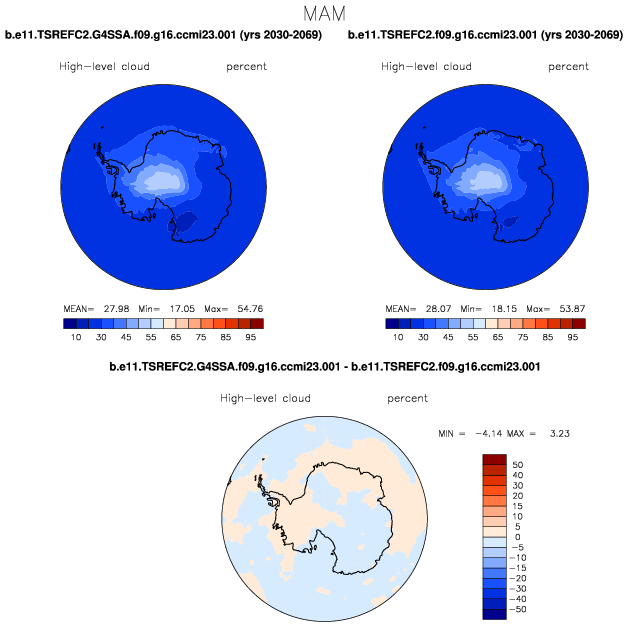 MAM
b.e11.TSREFC2.G4SSA.f09.g16.ccmi23.001 (yrs 2030-2069) b.e11.TSREFC2.f09.g16.ccmi23.001 (yrs 2030-2069)
High-level cloud percent High-level cloud percent
MEAN= 27.98 Min= 17.05 Max= 54.76 MEAN= 28.07 Min= 18.15 Max= 53.87
10 30 45 55 65 75 85 95 10 30 45 55 65 75 85 95
b.e11.TSREFC2.G4SSA.f09.g16.ccmi23.001 - b.e11.TSREFC2.f09.g16.ccmi23.001
High-level cloud percent
MIN = -4.14 MAX = 3.23
50
40
30
20
15
10
5
0
-5
-10
-15
-20
-30
-40
-50